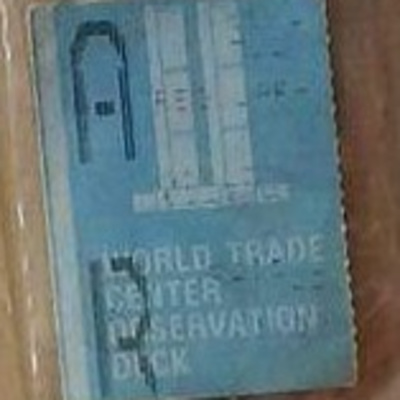 A
WORLD TRADE
CENTER
OBSERVATION
DECK